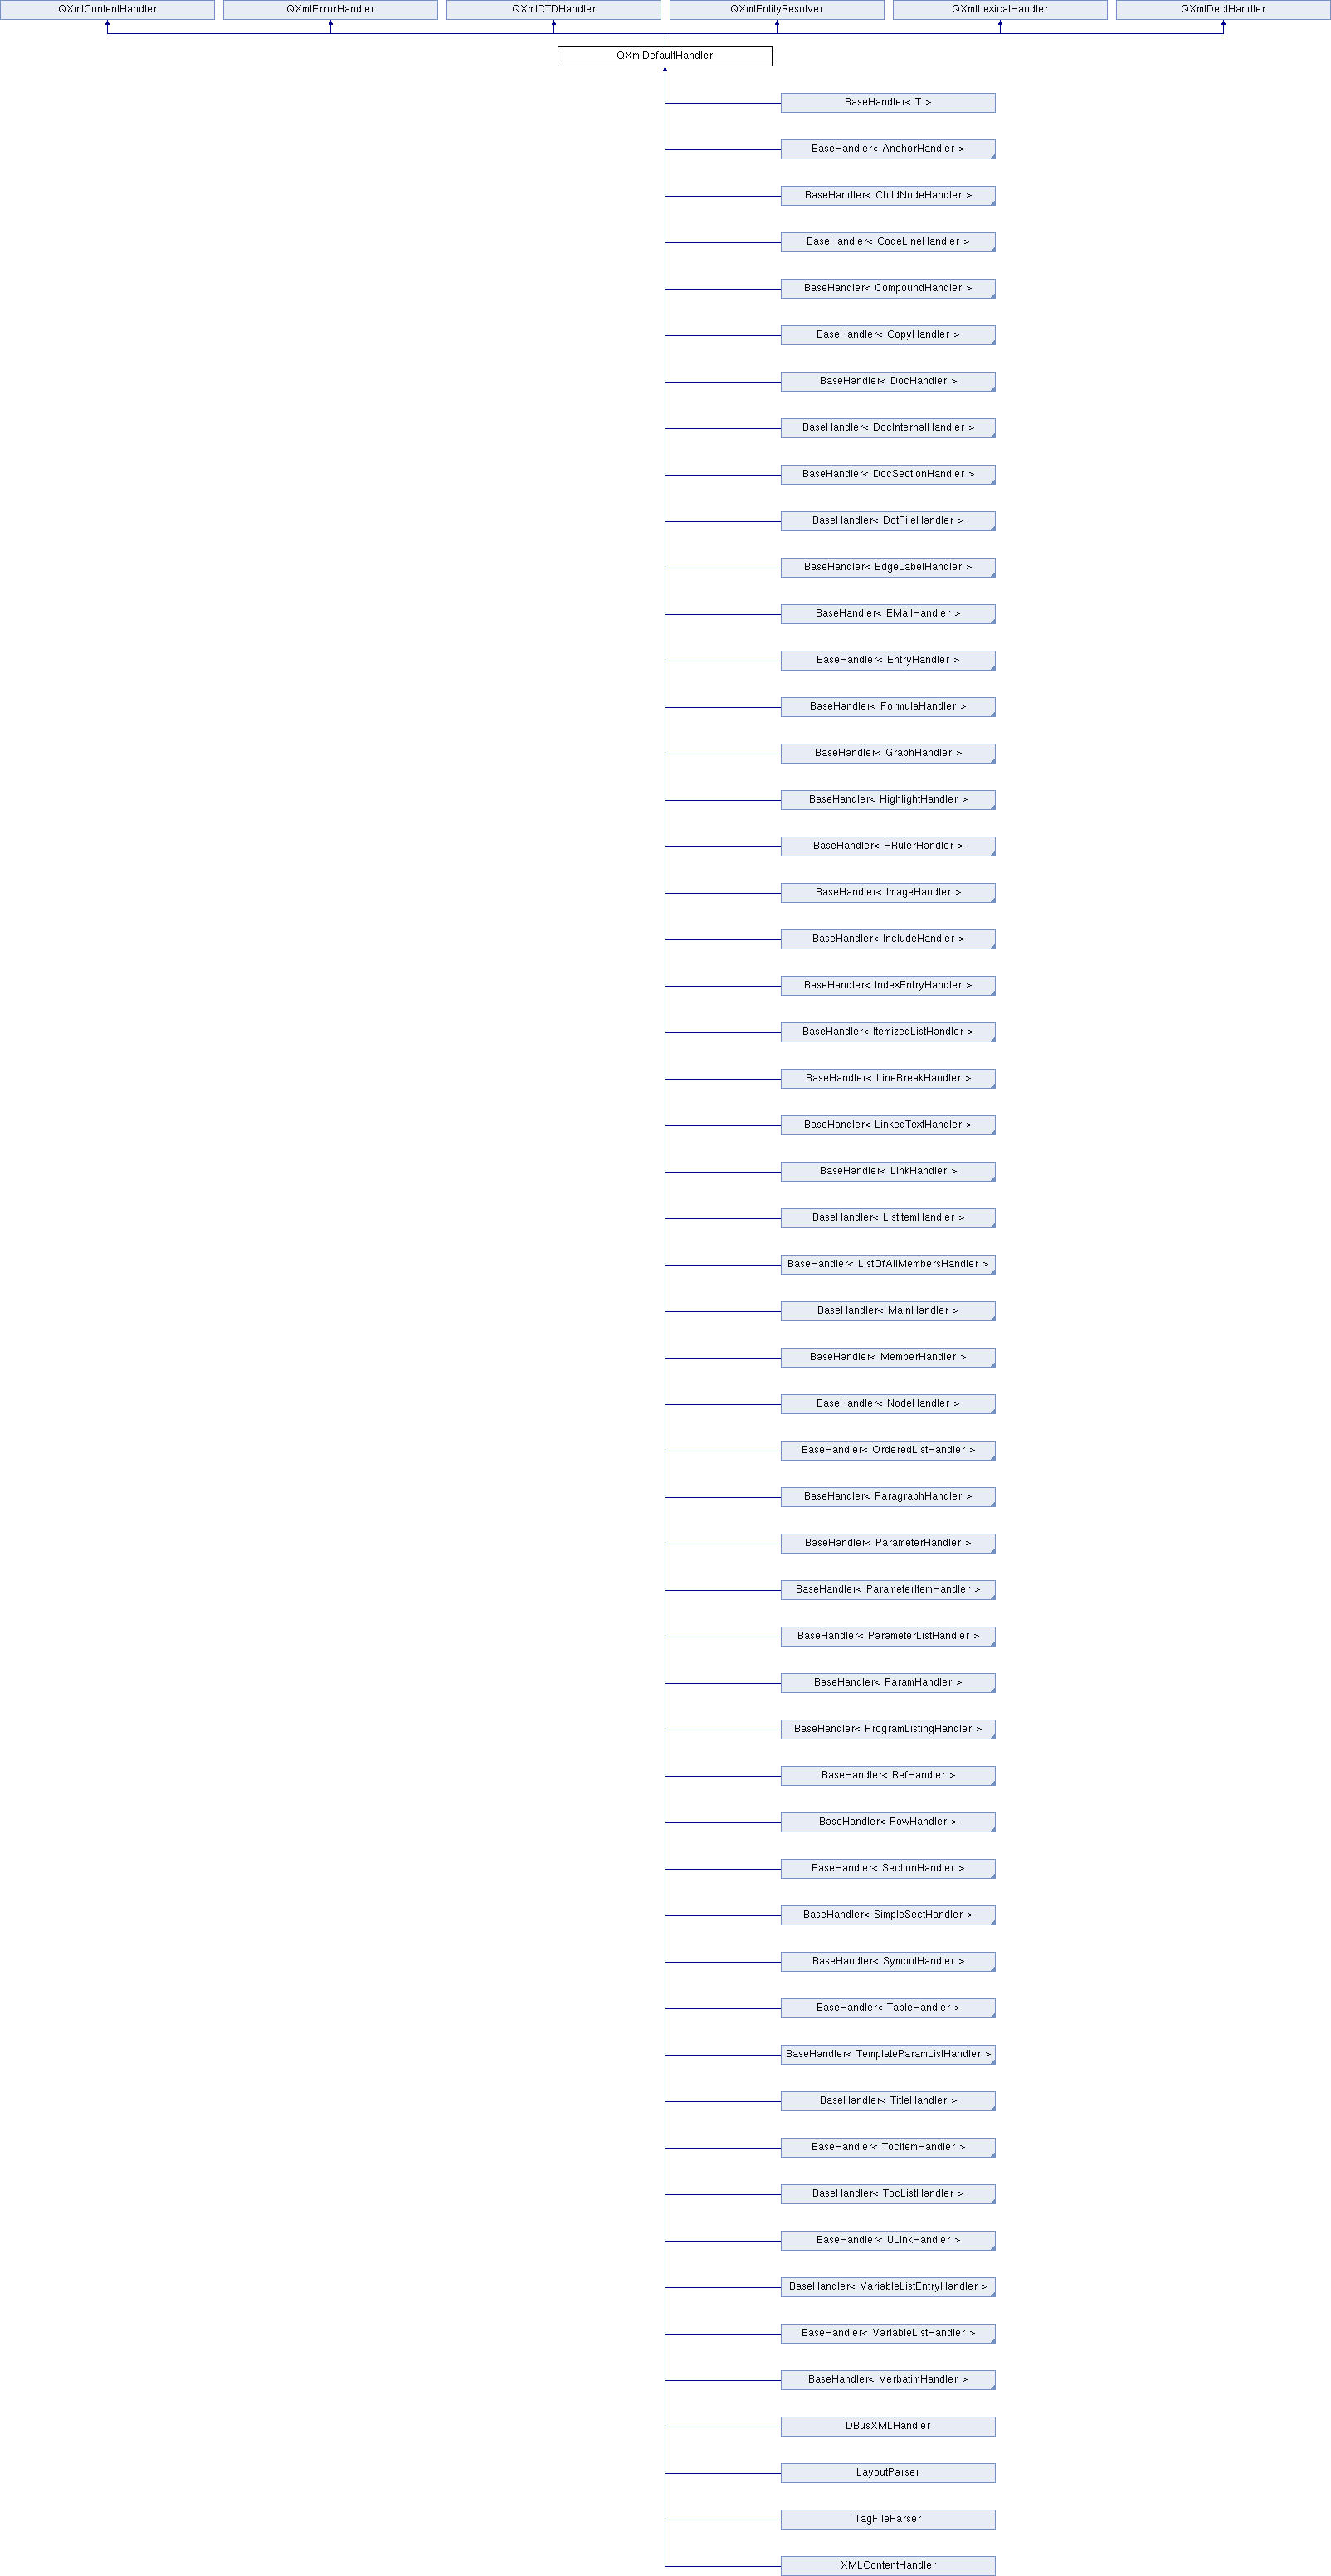 QXmlContentHandler
QXmlErrorHandler
QXmlDTDHandler
QXmlEntityResolver
QXmlLexicalHandler
QXmlDeclHandler
QXmlDefaultHandler
BaseHandler< T >
BaseHandler< AnchorHandler >
BaseHandler< ChildNodeHandler >
BaseHandler< CodeLineHandler >
BaseHandler< CompoundHandler >
BaseHandler< CopyHandler >
BaseHandler< DocHandler >
BaseHandler< DocInternalHandler >
BaseHandler< DocSectionHandler >
BaseHandler< DotFileHandler >
BaseHandler< EdgeLabelHandler >
BaseHandler< EMailHandler >
BaseHandler< EntryHandler >
BaseHandler< FormulaHandler >
BaseHandler< GraphHandler >
BaseHandler< HighlightHandler >
BaseHandler< HRulerHandler >
BaseHandler< ImageHandler >
BaseHandler< IncludeHandler >
BaseHandler< IndexEntryHandler >
BaseHandler< ItemizedListHandler >
BaseHandler< LineBreakHandler >
BaseHandler< LinkedTextHandler >
BaseHandler< LinkHandler >
BaseHandler< ListItemHandler >
BaseHandler< ListOfAllMembersHandler >
BaseHandler< MainHandler >
BaseHandler< MemberHandler >
BaseHandler< NodeHandler >
BaseHandler< OrderedListHandler >
BaseHandler< ParagraphHandler >
BaseHandler< ParameterHandler >
BaseHandler< ParameterItemHandler >
BaseHandler< ParameterListHandler >
BaseHandler< ParamHandler >
BaseHandler< ProgramListingHandler >
BaseHandler< RefHandler >
BaseHandler< RowHandler >
BaseHandler< SectionHandler >
BaseHandler< SimpleSectHandler >
BaseHandler< SymbolHandler >
BaseHandler< TableHandler >
BaseHandler< TemplateParamListHandler >
BaseHandler< TitleHandler >
BaseHandler< TocItemHandler >
BaseHandler< TocListHandler >
BaseHandler< ULinkHandler >
BaseHandler< VariableListEntryHandler >
BaseHandler< VariableListHandler >
BaseHandler< VerbatimHandler >
DBusXMLHandler
LayoutParser
TagFileParser
XMLContentHandler